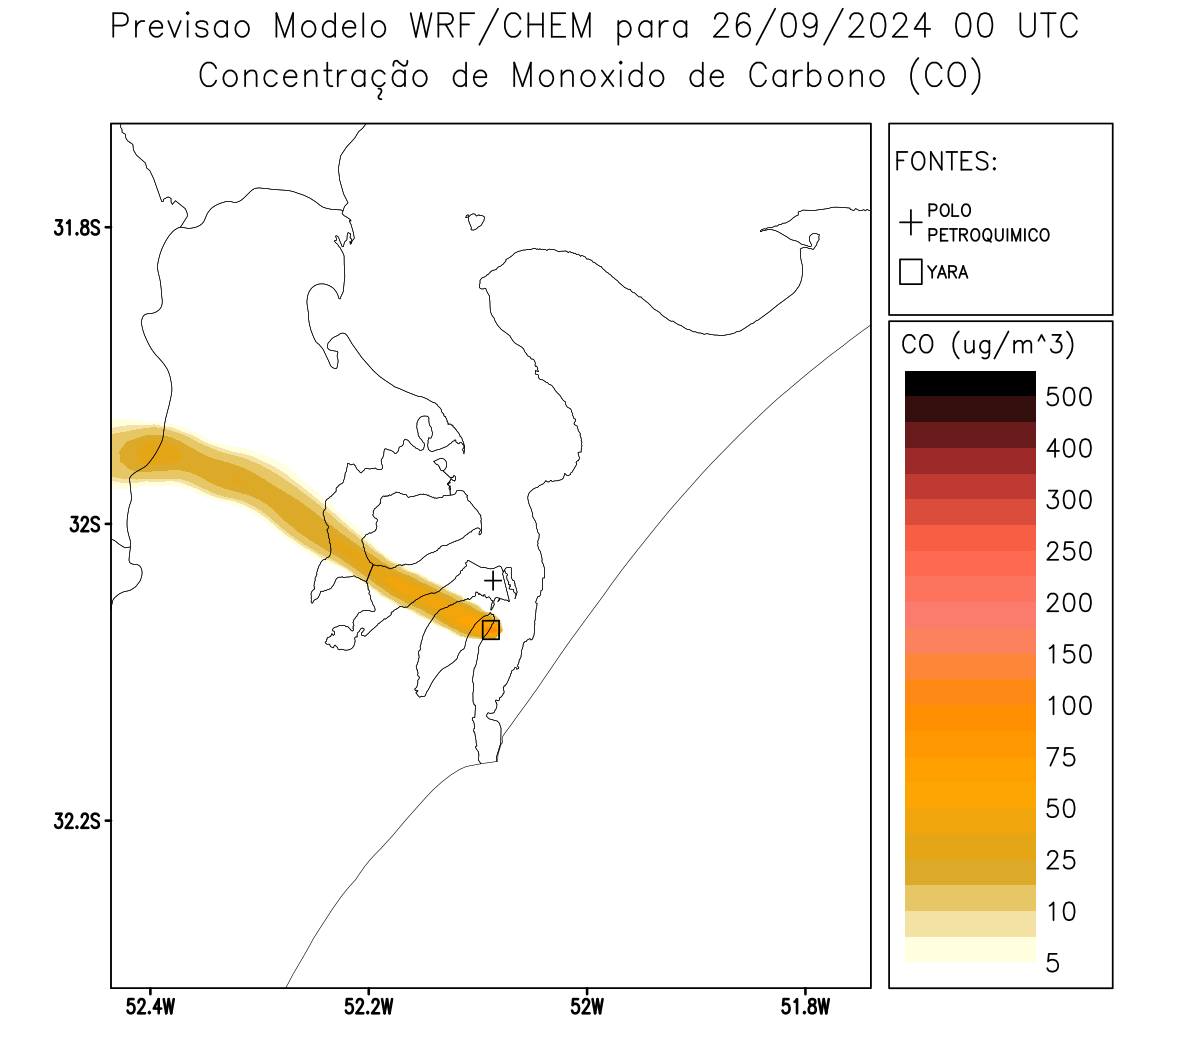 Previsao Modelo WRF/CHEM para 26/09/2024 00 UTC
Concentração de Monoxido de Carbono (CO)
FONTES:
POLO
PETROQUIMICO
YARA
CO (ug/m^3)
500
400
300
250
200
150
100
75
50
25
10
5
31.8S
32S
32.2S
52.4W
52.2W
52W
51.8W